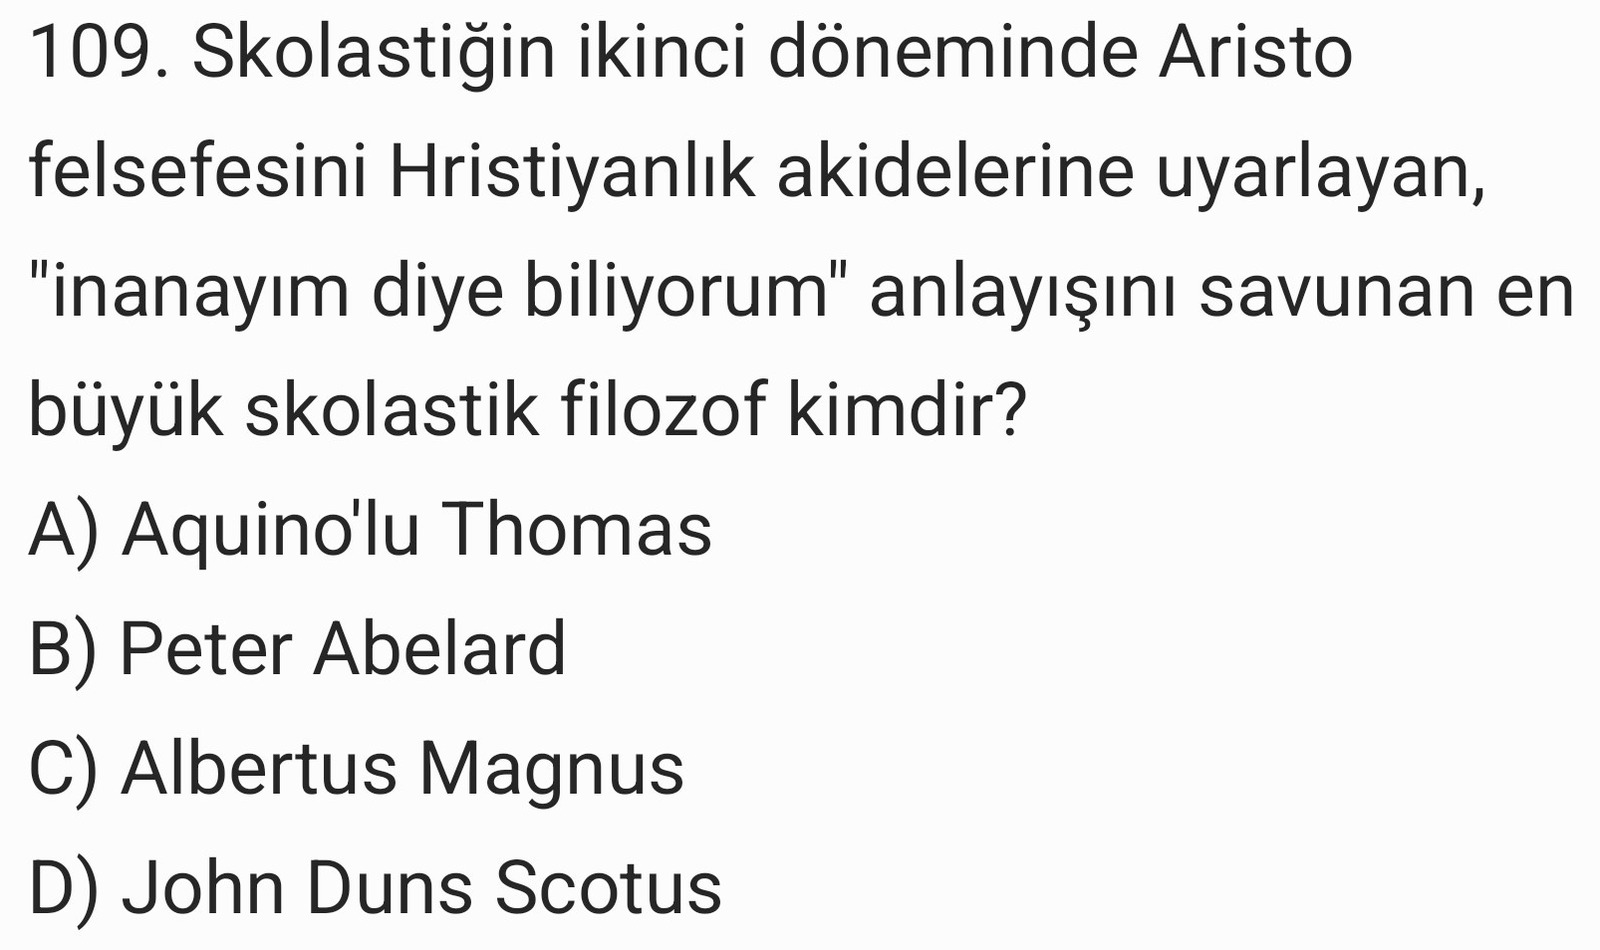 109. Skolastiğin ikinci döneminde Aristo
felsefesini Hristiyanlık akidelerine uyarlayan,
"inanayım diye biliyorum" anlayışını savunan en
büyük skolastik filozof kimdir?
A) Aquino'lu Thomas
B) Peter Abelard
C) Albertus Magnus
D) John Duns Scotus